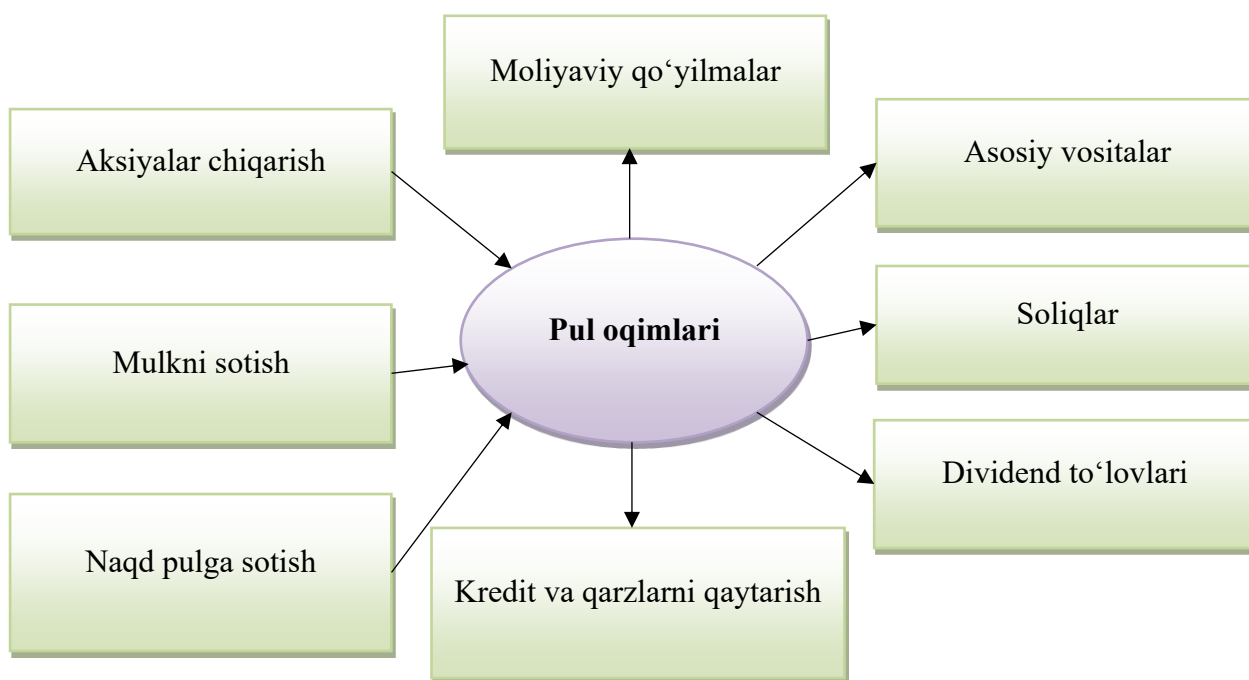 Moliyaviy qo‘yilmalar
Aksiyalar chiqarish
Asosiy vositalar
Pul oqimlari
Soliqlar
Mulkni sotish
Dividend to‘lovlari
Naqd pulga sotish
Kredit va qarzlarni qaytarish